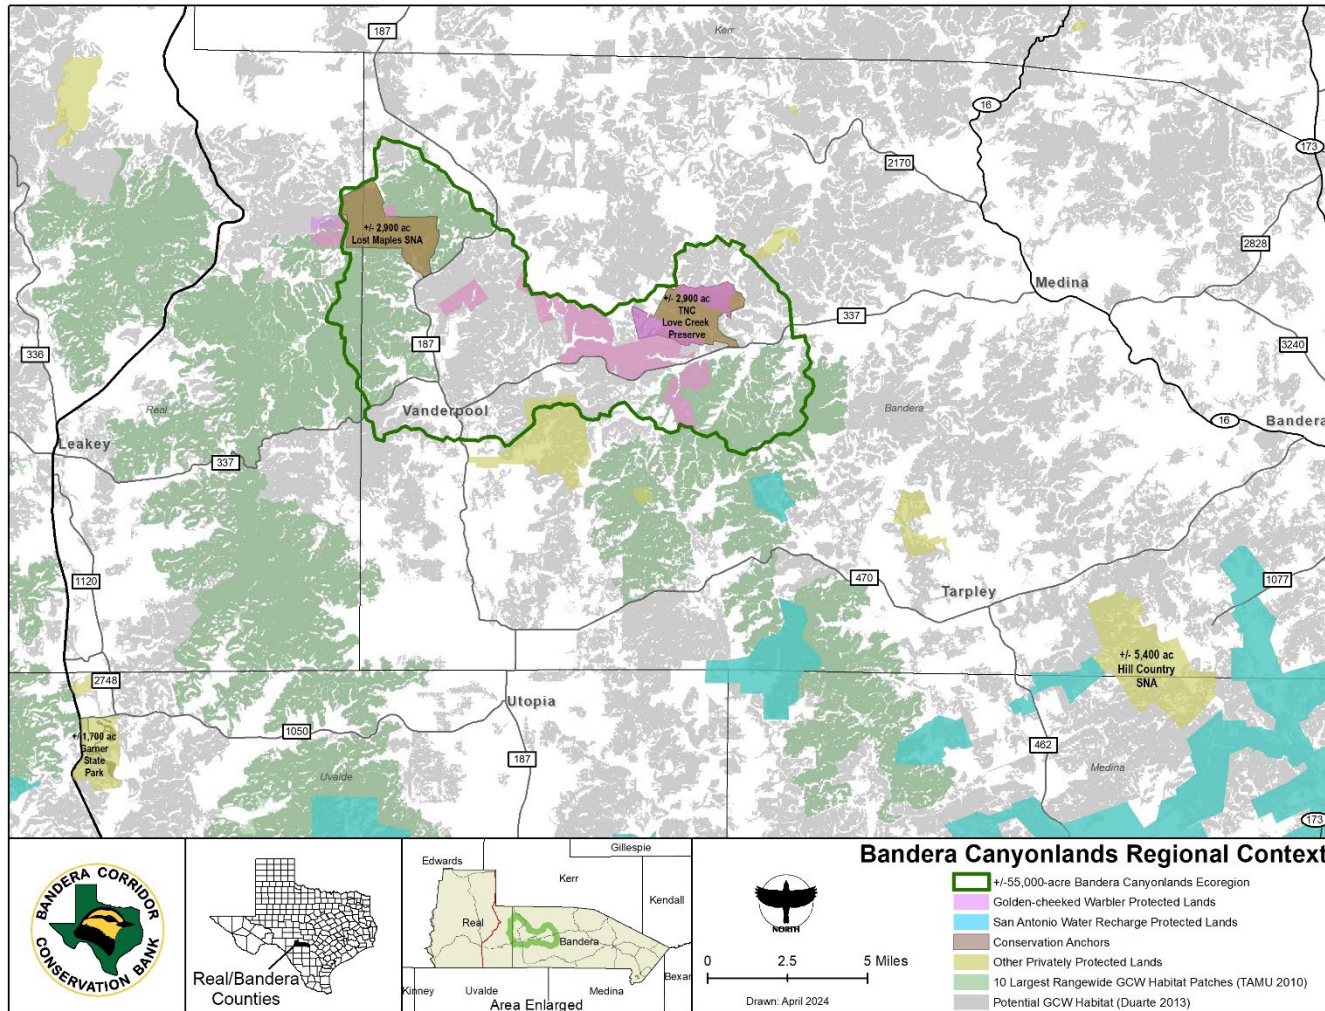 187
Kerr
16
173
2170
+/- 2,900 ac
Lost Maples SNA
2828
Medina
+/- 2,900 ac
TNC
Love Creek
Preserve
337
187
336
3240
Real
Vanderpool
Bandera
16
Bandera
Leakey
337
1120
470
1077
Tarpley
+/- 5,400 ac
Hill Country
SNA
2748
Utopia
+/-1,700 ac
Garner
State
Park
1050
187
462
Uvalde
Medina
173
BANDERA CORRIDOR
CONSERVATION BANK
Real/Bandera
Counties
Edwards
Gillespie
Kerr
Kendall
Real
Bandera
Bexar
Kinney
Uvalde
Medina
Area Enlarged
NORTH
0 2.5 5 Miles
Drawn: April 2024
Bandera Canyonlands Regional Context
+/-55,000-acre Bandera Canyonlands Ecoregion
Golden-cheeked Warbler Protected Lands
San Antonio Water Recharge Protected Lands
Conservation Anchors
Other Privately Protected Lands
10 Largest Rangewide GCW Habitat Patches (TAMU 2010)
Potential GCW Habitat (Duarte 2013)